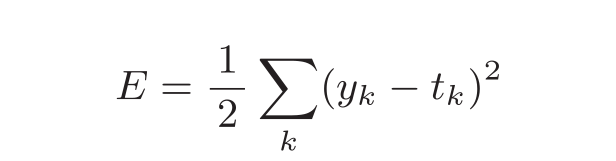 E = \frac{1}{2} \sum_{k} (y_k - t_k)^2